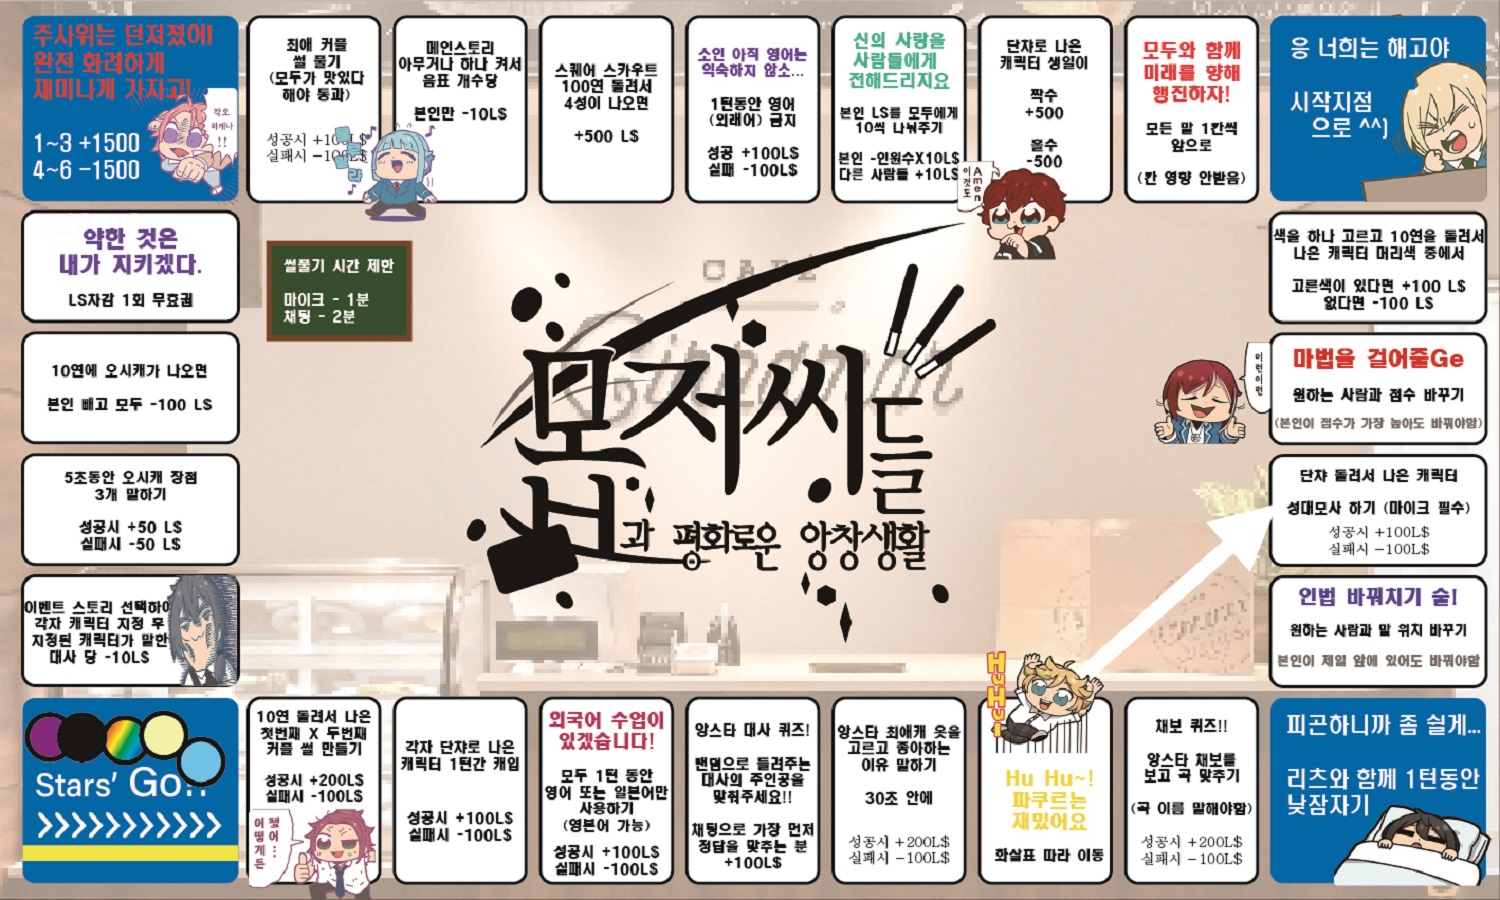 주사위는 던져졌어!
완전 화려하게
재미나게 가자고!
1~3 +1500
4~6 -1500
각오
하게나
!!
최애 커플
썰 풀기
(모두가 맛있다
해야 통과)
성공시 +100L$
실패시 -100L$
메인스토리
아무거나 하나 켜서
음표 개수당
본인만 -10L$
스퀘어 스카우트
100연 돌려서
4성이 나오면
+500 L$
소인 아직 영어는
익숙하지 않소...
1턴동안 영어
(외래어) 금지
성공 +100L$
실패 -100L$
신의 사랑을
사람들에게
전해드리지요
본인 LS를 모두에게
10씩 나눠주기
본인 -인원수X10L$
다른 사람들 +10L$
단챠로 나온
캐릭터 생일이
짝수
+500
홀수
-500
Amen
이것도
모두와 함께
미래를 향해
행진하자!
모든 말 1칸씩
앞으로
(칸 영향 안받음)
응 너희는 해고야
시작지점
으로 ^^)
약한 것은
내가 지키겠다.
LS차감 1회 무효권
썰풀기 시간 제한
마이크 - 1분
채팅 - 2분
색을 하나 고르고 10연을 돌려서
나온 캐릭터 머리색 중에서
고른색이 있다면 +100 L$
없다면 -100 L$
10연에 오시캐가 나오면
본인 빼고 모두 -100 L$
CAFE
Cinnamon
모저씨들
과 평화로운 앙창생활
이런이런
마법을 걸어줄Ge
원하는 사람과 점수 바꾸기
(본인이 점수가 가장 높아도 바꿔야함)
5초동안 오시캐 장점
3개 말하기
성공시 +50 L$
실패시 -50 L$
단챠 돌려서 나온 캐릭터
성대모사 하기 (마이크 필수)
성공시 +100L$
실패시 -100L$
이벤트 스토리 선택하여
각자 캐릭터 지정 후
지정된 캐릭터가 말한
대사 당 -10L$
인법 바꿔치기 술!
원하는 사람과 말 위치 바꾸기
본인이 제일 앞에 있어도 바꿔야함
Stars' Go!!
10연 돌려서 나온
첫번째 X 두번째
커플 썰 만들기
성공시 +200L$
실패시 -100L$
됐어...
어떻게든
각자 단챠로 나온
캐릭터 1턴간 캐입
성공시 +100L$
실패시 -100L$
외국어 수업이
있겠습니다!
모두 1턴 동안
영어 또는 일본어만
사용하기
(영본어 가능)
성공시 +100L$
실패시 -100L$
앙스타 대사 퀴즈!
랜덤으로 들려주는
대사의 주인공을
맞춰주세요!!
채팅으로 가장 먼저
정답을 맞추는 분
+100L$
앙스타 최애캐 옷을
고르고 좋아하는
이유 말하기
30초 안에
성공시 +200L$
실패시 -100L$
HuHu!
Hu Hu~!
파쿠르는
재밌어요
화살표 따라 이동
채보 퀴즈!!
앙스타 채보를
보고 곡 맞추기
(곡 이름 말해야함)
성공시 +200L$
실패시 -100L$
피곤하니까 좀 쉴게...
리츠와 함께 1턴동안
낮잠자기